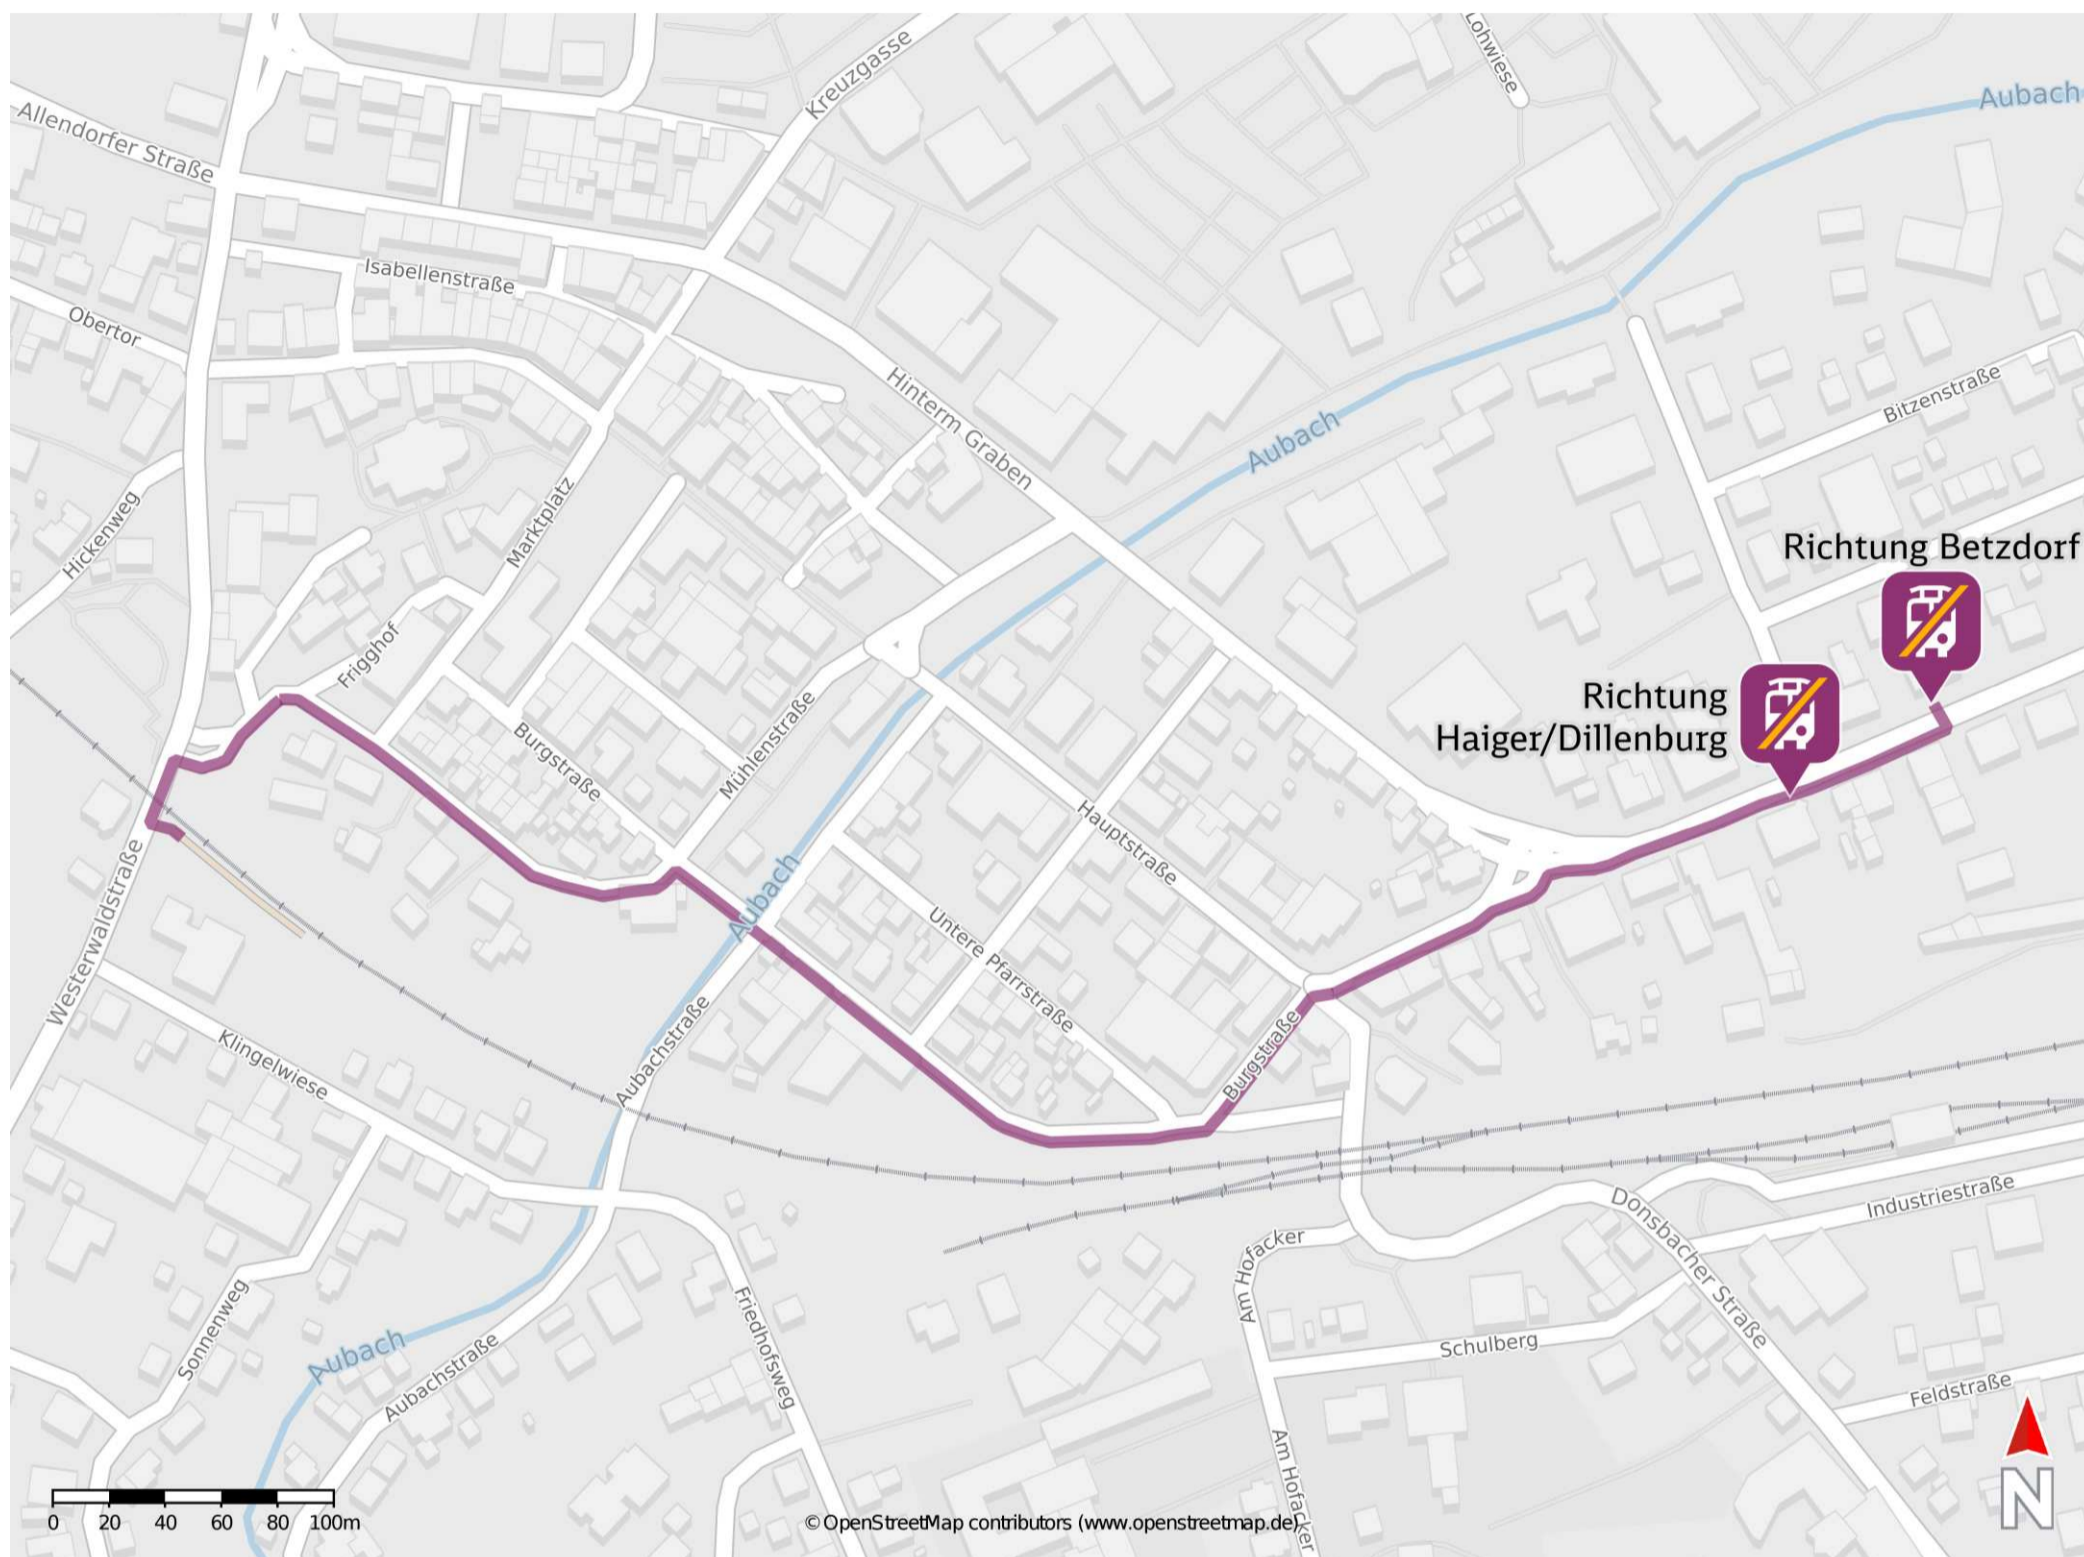 Lohwiese
Kreuzgasse
Aubach
Allendorfer Straße
Isabellenstraße
Obertor
Hinterm Graben
Bitzenstraße
Aubach
Marktplatz
Hickenweg
Richtung Betzdorf
Frigghof
Richtung
Haiger/Dillenburg
Burgstraße
Mühlenstraße
Hauptstraße
Aubach
Westerwaldstraße
Untere Pfarrstraße
Klingelwiese
Aubachstraße
Burgstraße
Industriestraße
Donsbacher Straße
Am Hofacker
Sonnenweg
Friedhofsweg
Aubach
Aubachstraße
Schulberg
Feldstraße
Am Hofacker
N
0 20 40 60 80 100m
© OpenStreetMap contributors (www.openstreetmap.de)